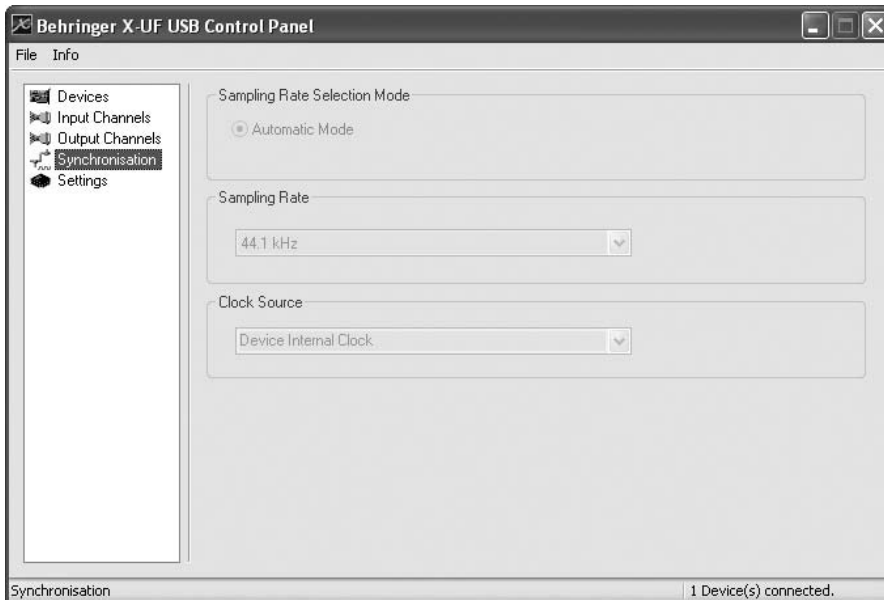 Behringer X-UF USB Control Panel
File Info
Devices
Input Channels
Output Channels
Synchronisation
Settings
Sampling Rate Selection Mode
Automatic Mode
Sampling Rate
44.1 kHz
Clock Source
Device Internal Clock
Synchronisation
1 Device(s) connected.